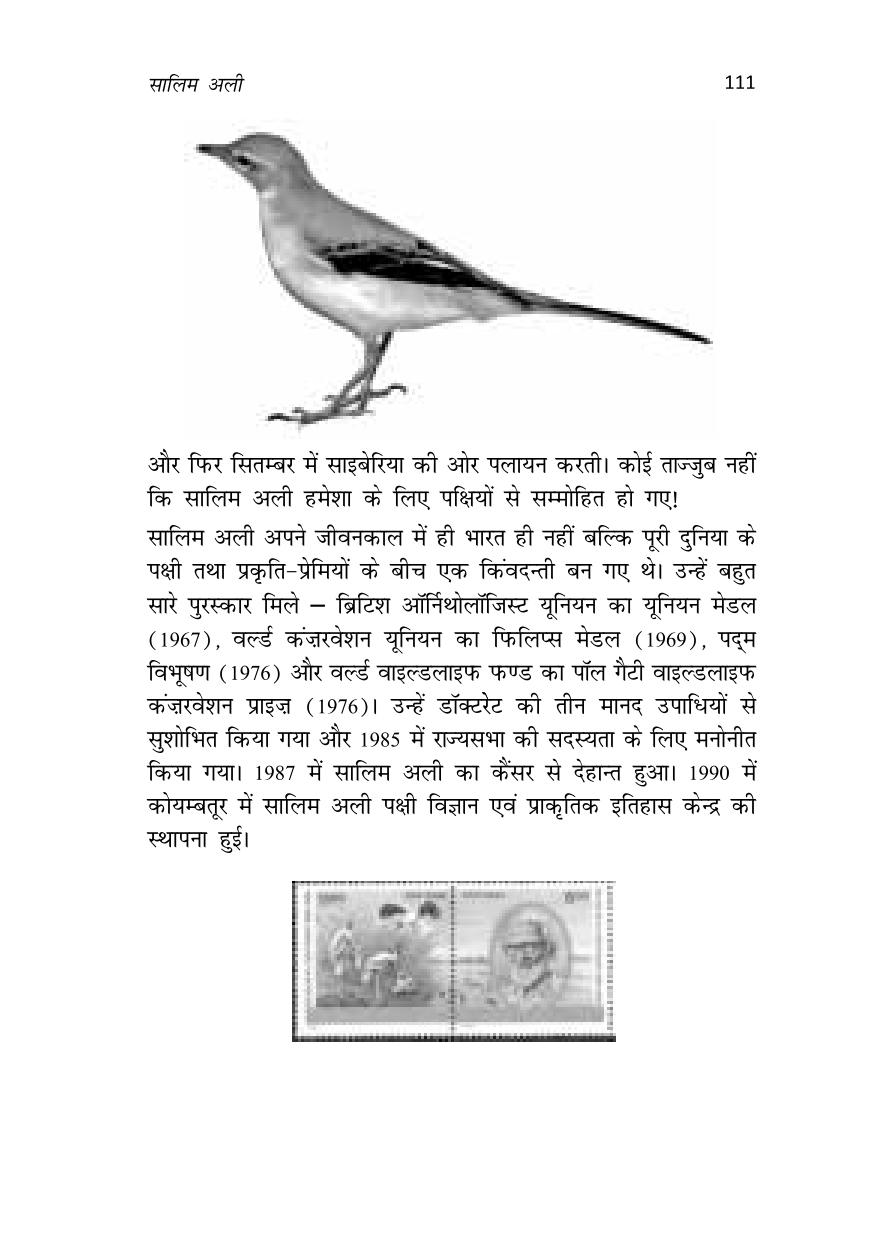 सालिम अली 111
और फिर सितम्बर में साइबेरिया की ओर पलायन करती। कोई ताज्जुब नहीं
कि सालिम अली हमेशा के लिए पक्षियों से सम्मोहित हो गए!
सालिम अली अपने जीवनकाल में ही भारत ही नहीं बल्कि पूरी दुनिया के
पक्षी तथा प्रकृति-प्रेमियों के बीच एक किंवदन्ती बन गए थे। उन्हें बहुत
सारे पुरस्कार मिले – ब्रिटिश ऑर्निथोलॉजिस्ट यूनियन का यूनियन मेडल
(1967), वर्ल्ड कंज़रवेशन यूनियन का फिलिप्स मेडल (1969), पद्म
विभूषण (1976) और वर्ल्ड वाइल्डलाइफ फण्ड का पॉल गैटी वाइल्डलाइफ
कंज़रवेशन प्राइज़ (1976)। उन्हें डॉक्टरेट की तीन मानद उपाधियों से
सुशोभित किया गया और 1985 में राज्यसभा की सदस्यता के लिए मनोनीत
किया गया। 1987 में सालिम अली का कैंसर से देहान्त हुआ। 1990 में
कोयम्बतूर में सालिम अली पक्षी विज्ञान एवं प्राकृतिक इतिहास केन्द्र की
स्थापना हुई।